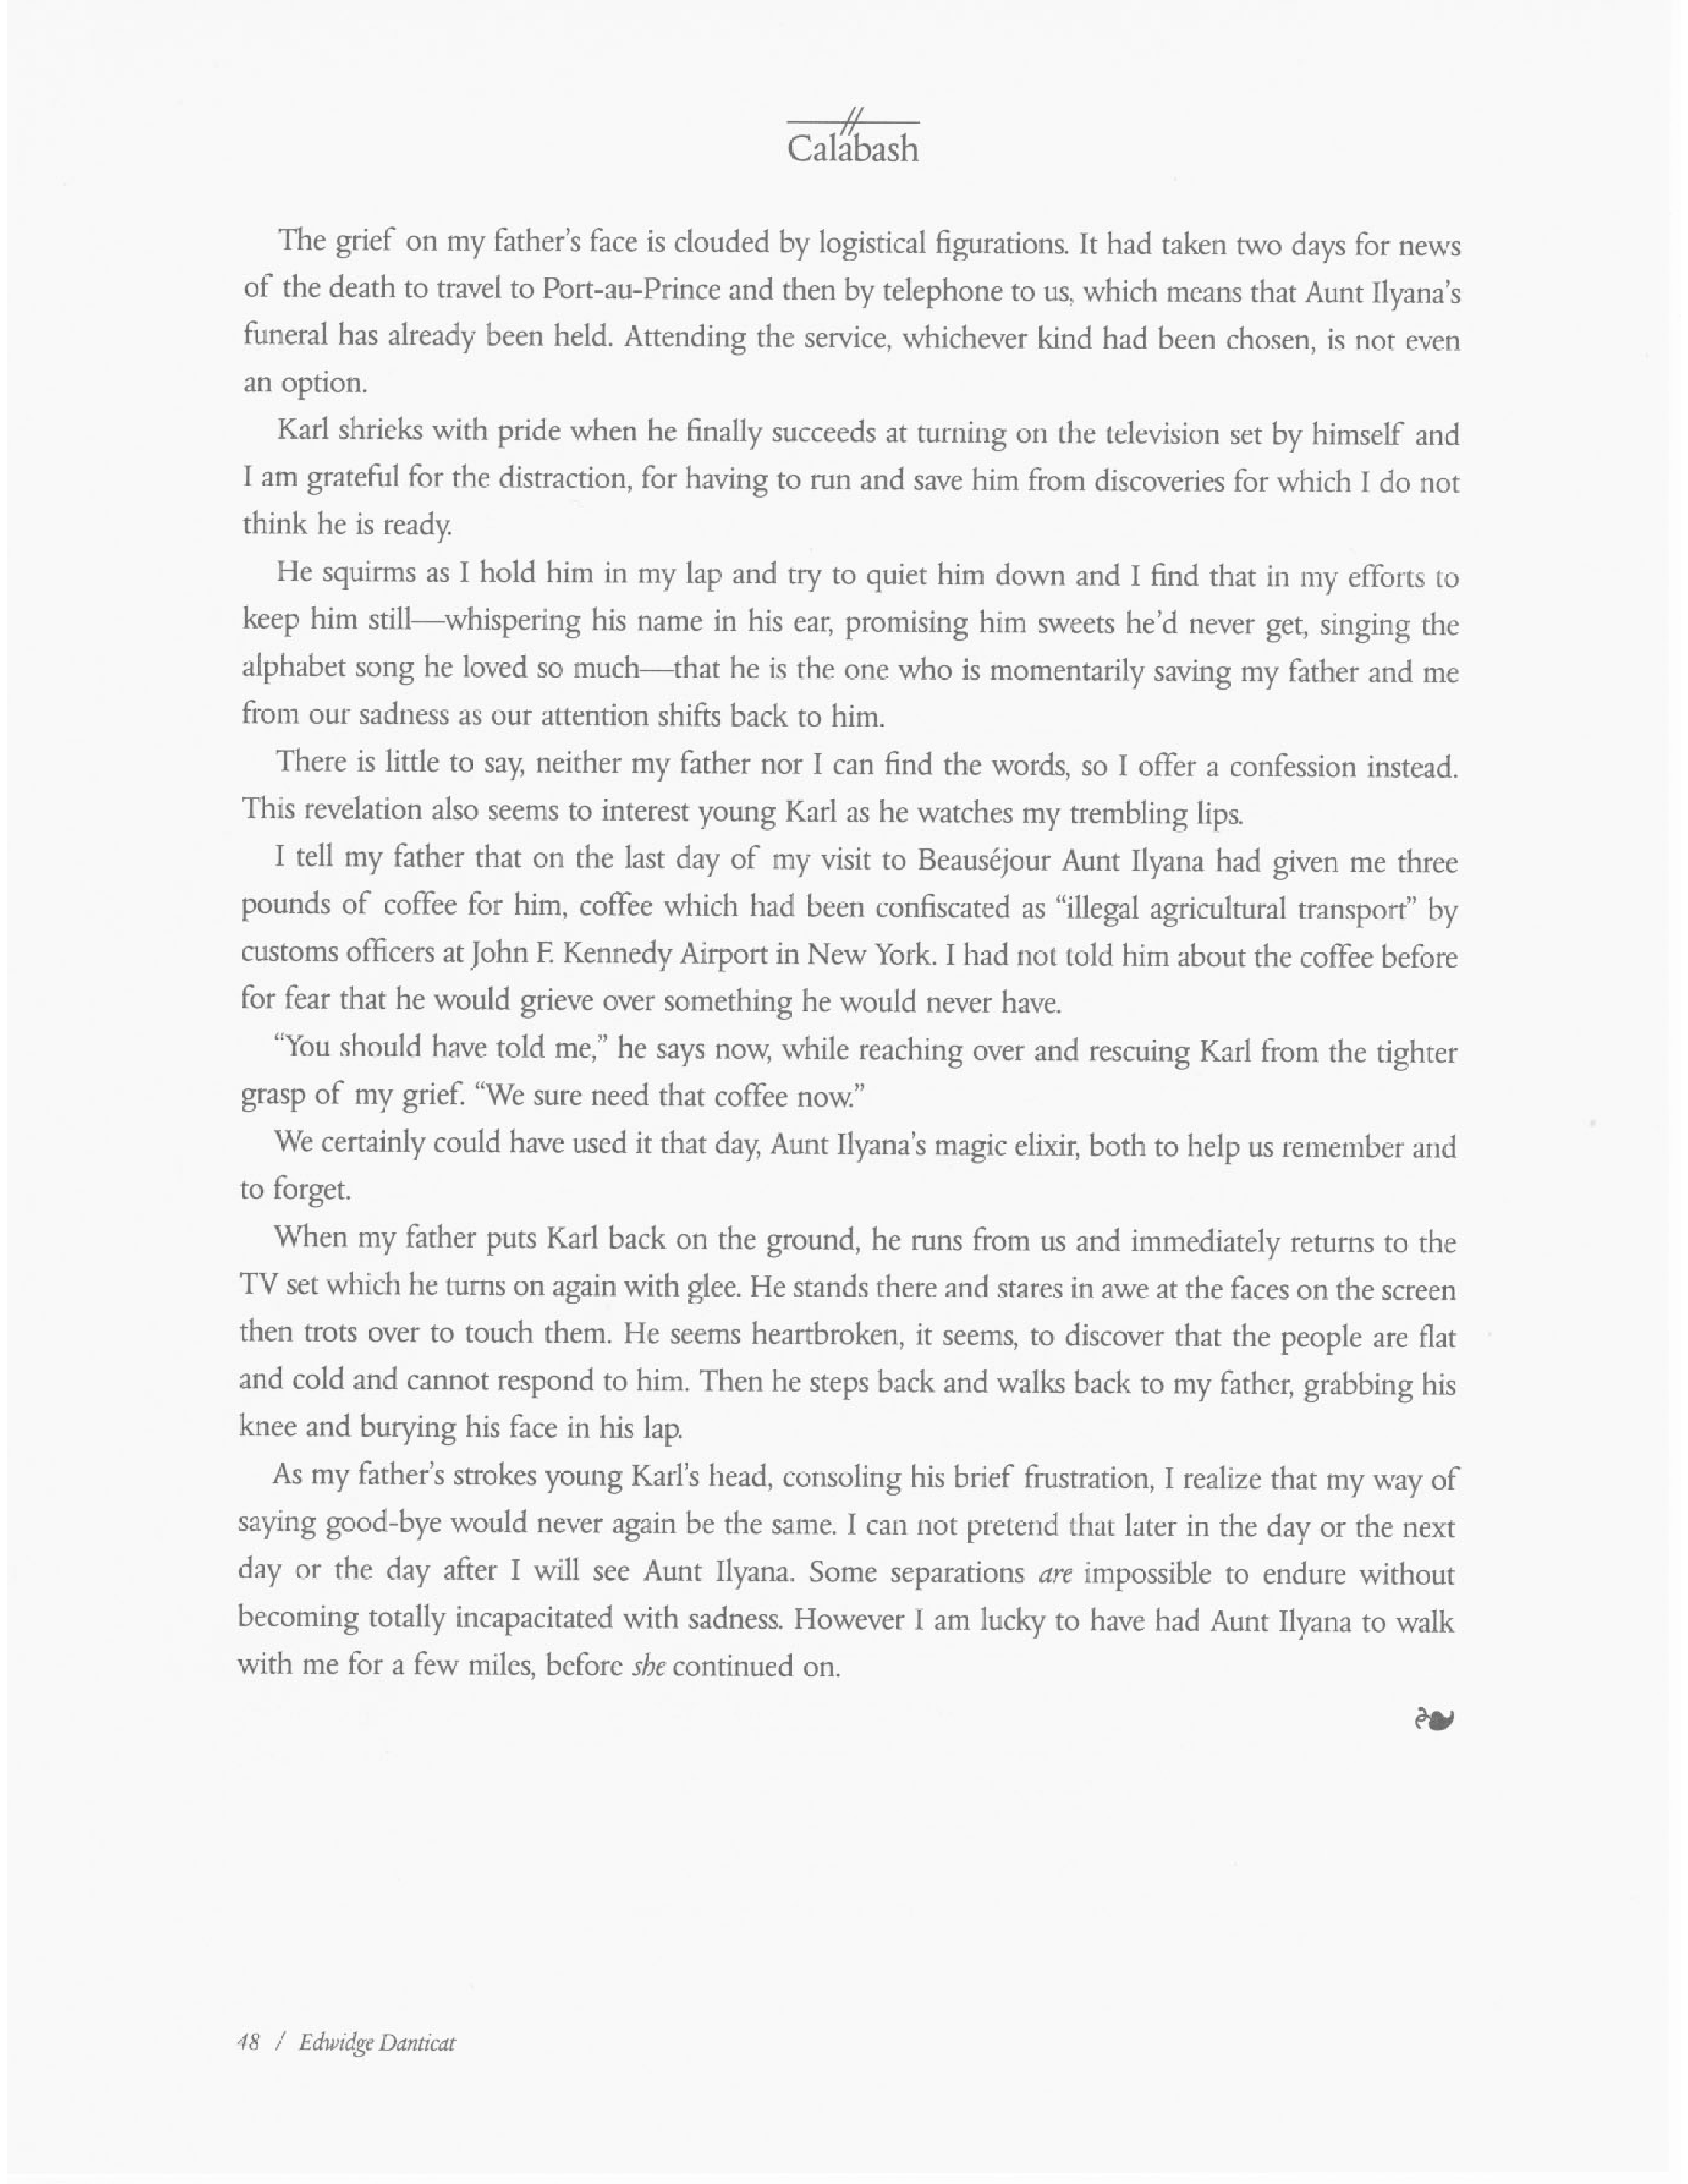 Calabash
The grief on my father's face is clouded by logistical figurations. It had taken two days for news
of the death to travel to Port-au-Prince and then by telephone to us, which means that Aunt Ilyana's
funeral has already been held. Attending the service, whichever kind had been chosen, is not even
an option.
Karl shrieks with pride when he finally succeeds at turning on the television set by himself and
I am grateful for the distraction, for having to run and save him from discoveries for which I do not
think he is ready.
He squirms as I hold him in my lap and try to quiet him down and I find that in my efforts to
keep him still—whispering his name in his ear, promising him sweets he'd never get, singing the
alphabet song he loved so much—that he is the one who is momentarily saving my father and me
from our sadness as our attention shifts back to him.
There is little to say, neither my father nor I can find the words, so I offer a confession instead.
This revelation also seems to interest young Karl as he watches my trembling lips.
I tell my father that on the last day of my visit to Beauséjour Aunt Ilyana had given me three
pounds of coffee for him, coffee which had been confiscated as "illegal agricultural transport" by
customs officers at John F. Kennedy Airport in New York. I had not told him about the coffee before
for fear that he would grieve over something he would never have.
"You should have told me," he says now, while reaching over and rescuing Karl from the tighter
grasp of my grief. "We sure need that coffee now."
We certainly could have used it that day, Aunt Ilyana's magic elixir, both to help us remember and
to forget.
When my father puts Karl back on the ground, he runs from us and immediately returns to the
TV set which he turns on again with glee. He stands there and stares in awe at the faces on the screen
then trots over to touch them. He seems heartbroken, it seems, to discover that the people are flat
and cold and cannot respond to him. Then he steps back and walks back to my father, grabbing his
knee and burying his face in his lap.
As my father's strokes young Karl's head, consoling his brief frustration, I realize that my way of
saying good-bye would never again be the same. I can not pretend that later in the day or the next
day or the day after I will see Aunt Ilyana. Some separations are impossible to endure without
becoming totally incapacitated with sadness. However I am lucky to have had Aunt Ilyana to walk
with me for a few miles, before she continued on.
48 / Edwidge Danticat